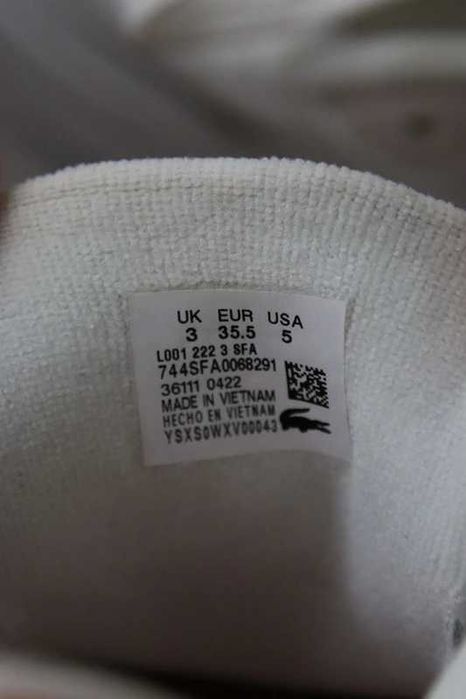 UK EUR USA
3 35.5 5
L001 222 3 SFA
744SFA0068291
36111 0422
MADE IN VIETNAM
HECHO EN VIETNAM
YSXS0WXV00043